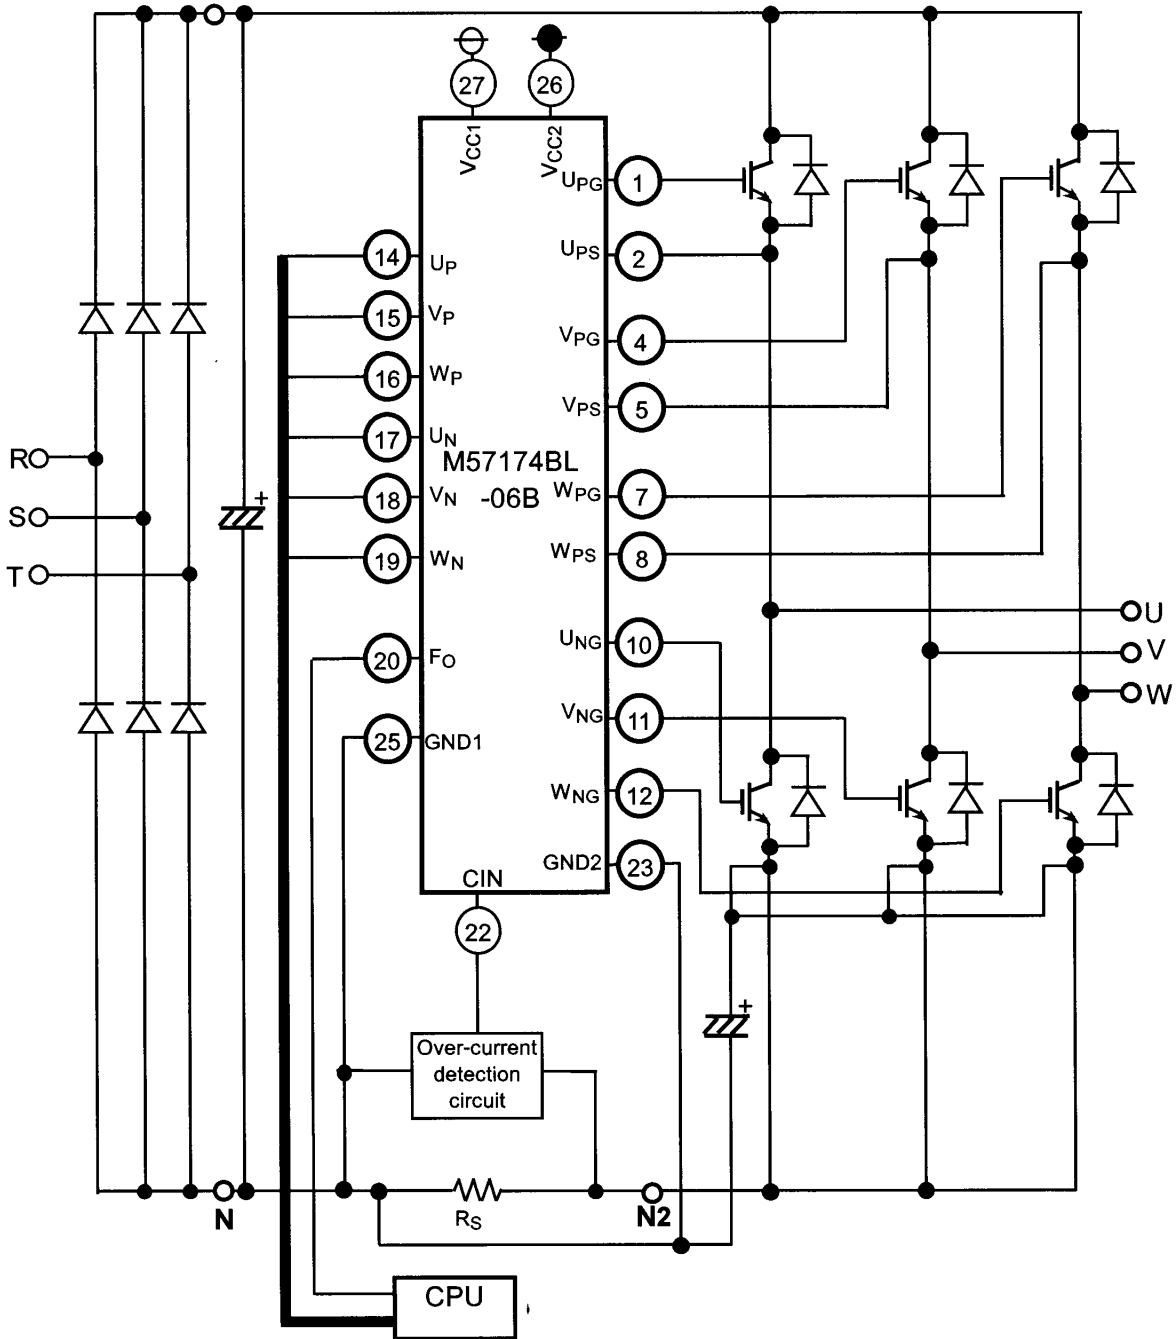 27
26
VCC1
VCC2
UPG
1
UPS
2
14
UP
15
VP
VPG
4
16
WP
VPS
5
17
UN
R
M57174BL
-06B
WPG
7
18
VN
S
+
WPS
8
19
WN
T
U
UNG
10
20
FO
V
W
VNG
11
25
GND1
WNG
12
GND2
23
CIN
22
+
Over-current
detection
circuit
N
RS
N2
CPU